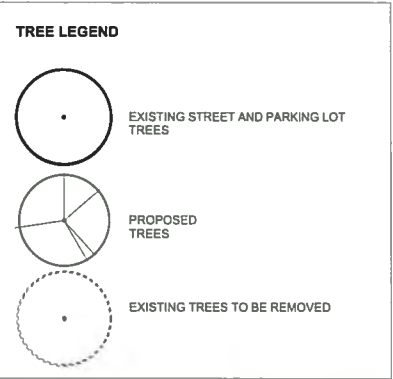 TREE LEGEND
EXISTING STREET AND PARKING LOT
TREES
PROPOSED
TREES
EXISTING TREES TO BE REMOVED